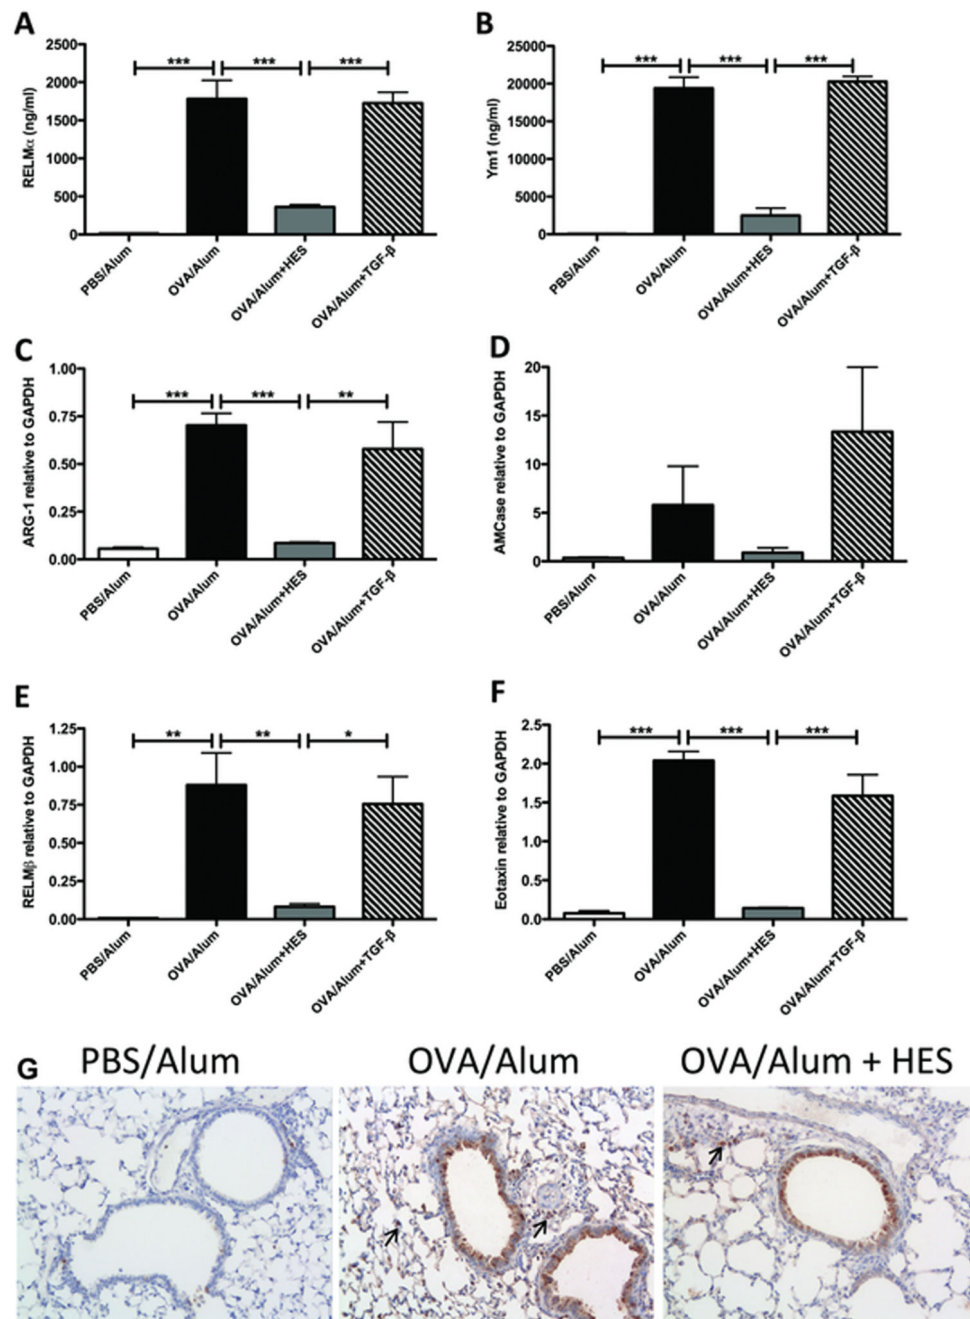 A
RELMα (ng/ml)
2500
2000
1500
1000
500
0
*** *** ***
PBS/Alum
OVA/Alum
OVA/Alum+HES
OVA/Alum+TGF-β
B
Ym1 (ng/ml)
25000
20000
15000
10000
5000
0
*** *** ***
PBS/Alum
OVA/Alum
OVA/Alum+HES
OVA/Alum+TGF-β
C
ARG-1 relative to GAPDH
1.00
0.75
0.50
0.25
0.00
*** *** **
PBS/Alum
OVA/Alum
OVA/Alum+HES
OVA/Alum+TGF-β
D
AMCase relative to GAPDH
20
15
10
5
0
PBS/Alum
OVA/Alum
OVA/Alum+HES
OVA/Alum+TGF-β
E
RELMβ relative to GAPDH
1.25
1.00
0.75
0.50
0.25
0.00
** ** *
PBS/Alum
OVA/Alum
OVA/Alum+HES
OVA/Alum+TGF-β
F
Eotaxin relative to GAPDH
2.5
2.0
1.5
1.0
0.5
0.0
*** *** ***
PBS/Alum
OVA/Alum
OVA/Alum+HES
OVA/Alum+TGF-β
G
PBS/Alum
OVA/Alum
OVA/Alum + HES